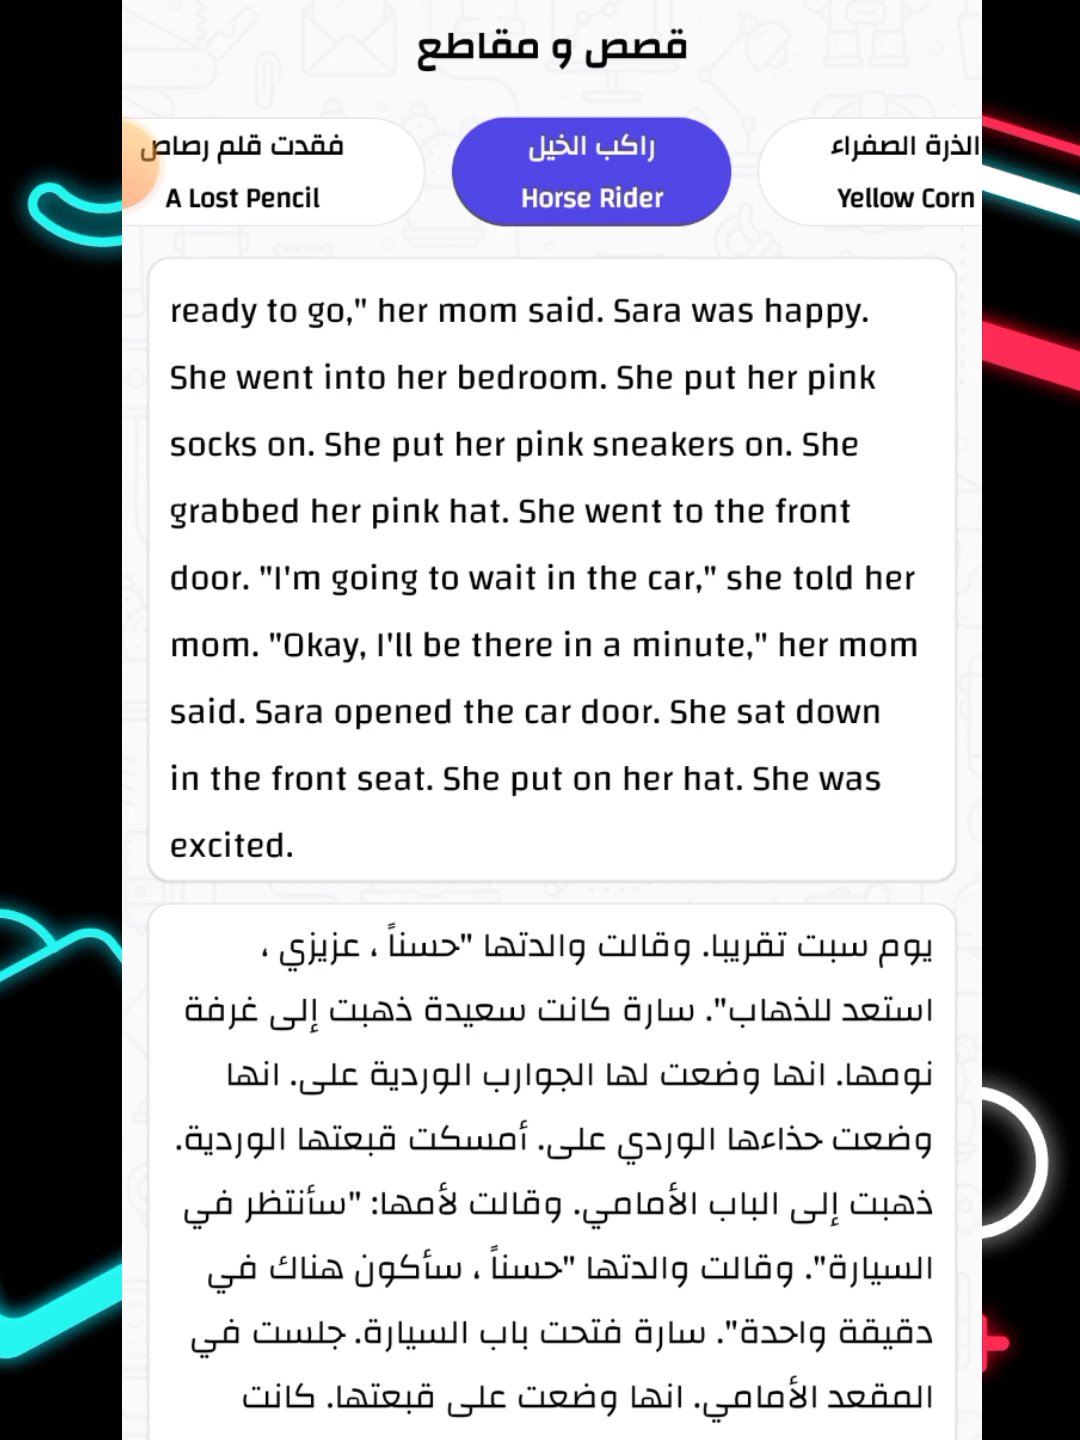 قصص و مقاطع
فقدت قلم رصاص
A Lost Pencil
راكب الخيل
Horse Rider
الذرة الصفراء
Yellow Corn
ready to go," her mom said. Sara was happy.
She went into her bedroom. She put her pink
socks on. She put her pink sneakers on. She
grabbed her pink hat. She went to the front
door. "I'm going to wait in the car," she told her
mom. "Okay, I'll be there in a minute," her mom
said. Sara opened the car door. She sat down
in the front seat. She put on her hat. She was
excited.
يوم سبت تقريبا. وقالت والدتها "حسناً ، عزيزي ،
استعد للذهاب". سارة كانت سعيدة ذهبت إلى غرفة
نومها. انها وضعت لها الجوارب الوردية على. انها
وضعت حذاءها الوردي على. أمسكت قبعتها الوردية.
ذهبت إلى الباب الأمامي. وقالت لأمها: "سأنتظر في
السيارة". وقالت والدتها "حسناً ، سأكون هناك في
دقيقة واحدة". سارة فتحت باب السيارة. جلست في
المقعد الأمامي. انها وضعت على قبعتها. كانت